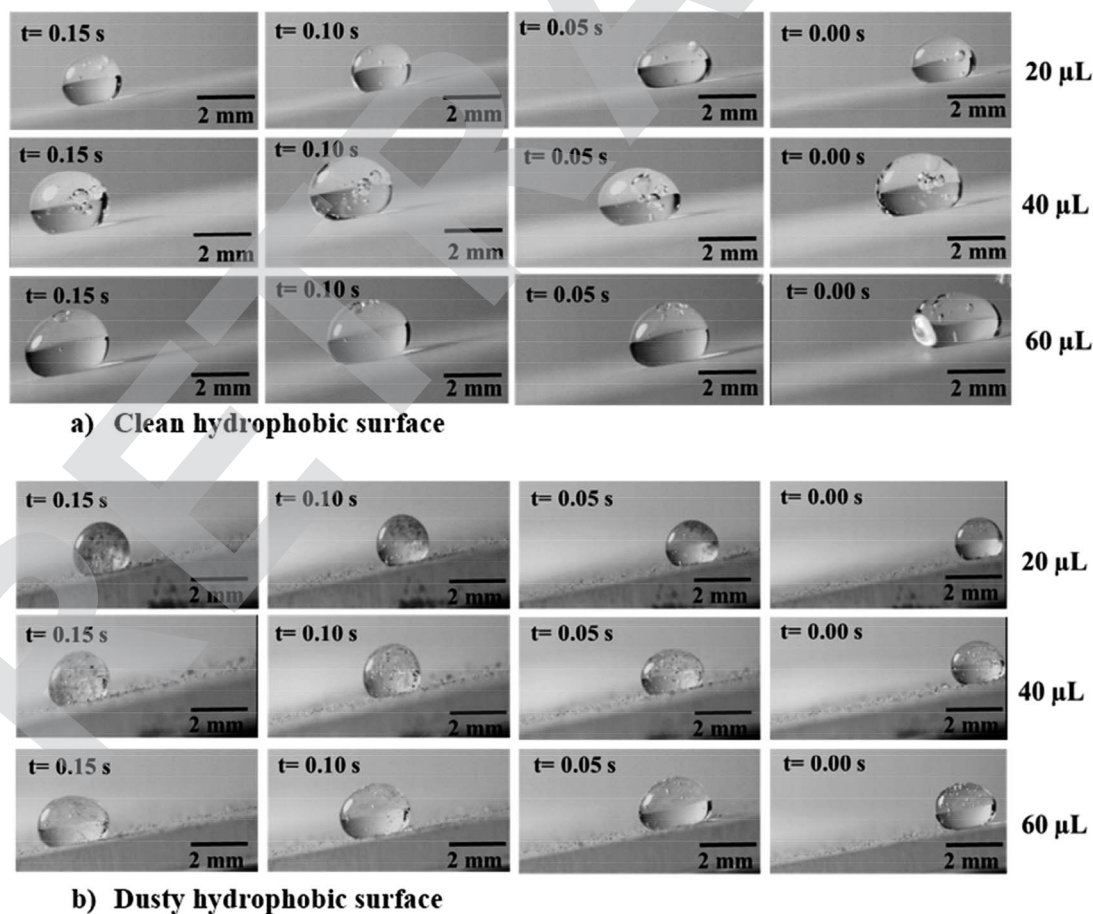 t= 0.15 s t= 0.10 s t= 0.05 s t= 0.00 s
20 µL
2 mm 2 mm 2 mm 2 mm
t= 0.15 s t= 0.10 s t= 0.05 s t= 0.00 s
40 µL
2 mm 2 mm 2 mm 2 mm
t= 0.15 s t= 0.10 s t= 0.05 s t= 0.00 s
60 µL
2 mm 2 mm 2 mm 2 mm
a) Clean hydrophobic surface
t= 0.15 s t= 0.10 s t= 0.05 s t= 0.00 s
20 µL
2 mm 2 mm 2 mm 2 mm
t= 0.15 s t= 0.10 s t= 0.05 s t= 0.00 s
40 µL
2 mm 2 mm 2 mm 2 mm
t= 0.15 s t= 0.10 s t= 0.05 s t= 0.00 s
60 µL
2 mm 2 mm 2 mm 2 mm
b) Dusty hydrophobic surface